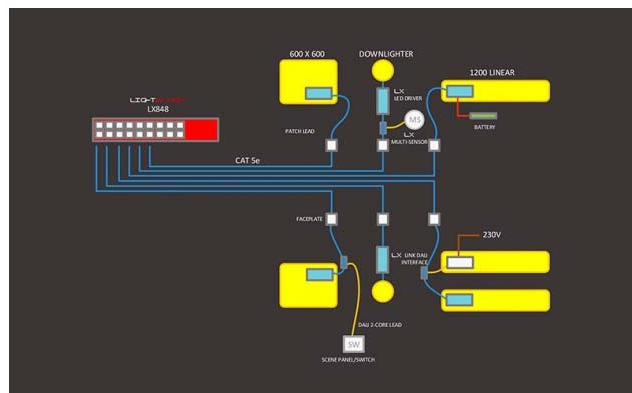 600 X 600
DOWNLIGHTER
1200 LINEAR
LX848
LX
LED DRIVER
MS
BATTERY
PATCH LEAD
LX
MULTI-SENSOR
CAT 5e
FACEPLATE
230V
LX LINK DALI
INTERFACE
DALI 2-CORE LEAD
SW
SCENE PANEL/SWITCH